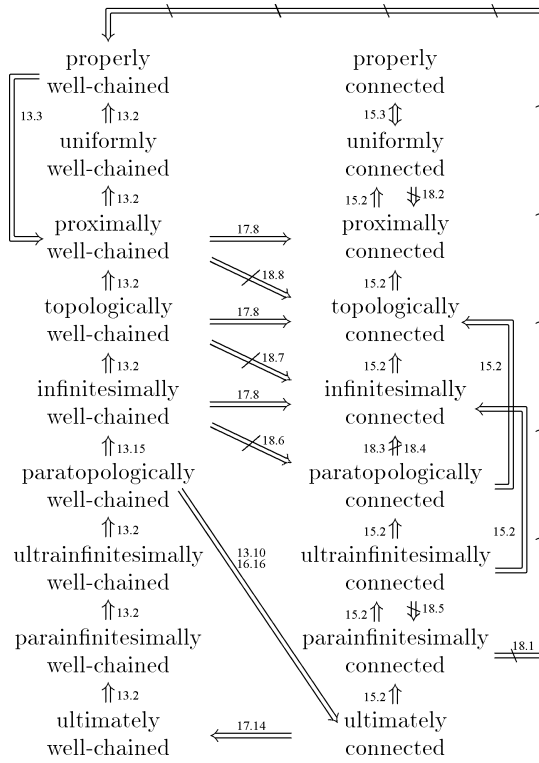 properly properly
well-chained connected
13.3 13.2 15.3
uniformly uniformly
well-chained connected
13.2 15.2 18.2
proximally 17.8 proximally
well-chained connected
13.2 18.8 15.2
topologically 17.8 topologically
well-chained connected
13.2 18.7 15.2 15.2
infinitesimally 17.8 infinitesimally
well-chained connected
13.15 18.6 18.3 18.4
paratopologically paratopologically
well-chained connected
13.2 15.2 15.2
ultrainfinitesimally 13.10 ultrainfinitesimally
well-chained 16.16 connected
13.2 15.2 18.5
parainfinitesimally parainfinitesimally 18.1
well-chained connected
13.2 15.2
ultimately 17.14 ultimately
well-chained connected